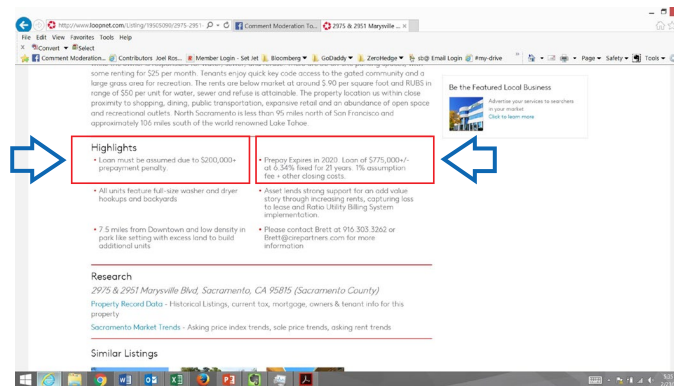 http://www.loopnet.com/Listing/19505098/2975-2951-
Comment Moderation To...
2975 & 2951 Marysville ...
File Edit View Favorites Tools Help
X Convert Select
Comment Moderation... Contributors Joel Ros... Member Login - Set Jet Bloomberg GoDaddy ZeroHedge sb@ Email Login #my-drive
Page Safety Tools
some renting for $25 per month. Tenants enjoy quick key code access to the gated community and a
large grass area for recreation. The rents are below market at around $.90 per square foot and RUBS in
range of $50 per unit for water, sewer and refuse is attainable. The property location us within close
proximity to shopping, dining, public transportation, expansive retail and an abundance of open space
and recreational outlets. North Sacramento is less than 95 miles north of San Francisco and
approximately 106 miles south of the world renowned Lake Tahoe.
Be the Featured Local Business
Advertise your services to searchers
in your market
Click to learn more
Highlights
• Loan must be assumed due to $200,000+
prepayment penalty.
• Prepay Expires in 2020. Loan of $775,000+/-
at 6.34% fixed for 21 years. 1% assumption
fee + other closing costs.
• All units feature full-size washer and dryer
hookups and backyards
• Asset lends strong support for an add value
story through increasing rents, capturing loss
to lease and Ratio Utility Billing System
implementation.
• 7.5 miles from Downtown and low density in
park like setting with excess land to build
additional units
• Please contact Brett at 916.303.3262 or
Brett@cirepartners.com for more
information
Research
2975 & 2951 Marysville Blvd, Sacramento, CA 95815 (Sacramento County)
Property Record Data - Historical Listings, current tax, mortgage, owners & tenant info for this
property
Sacramento Market Trends - Asking price index trends, sale price trends, asking rent trends
Similar Listings